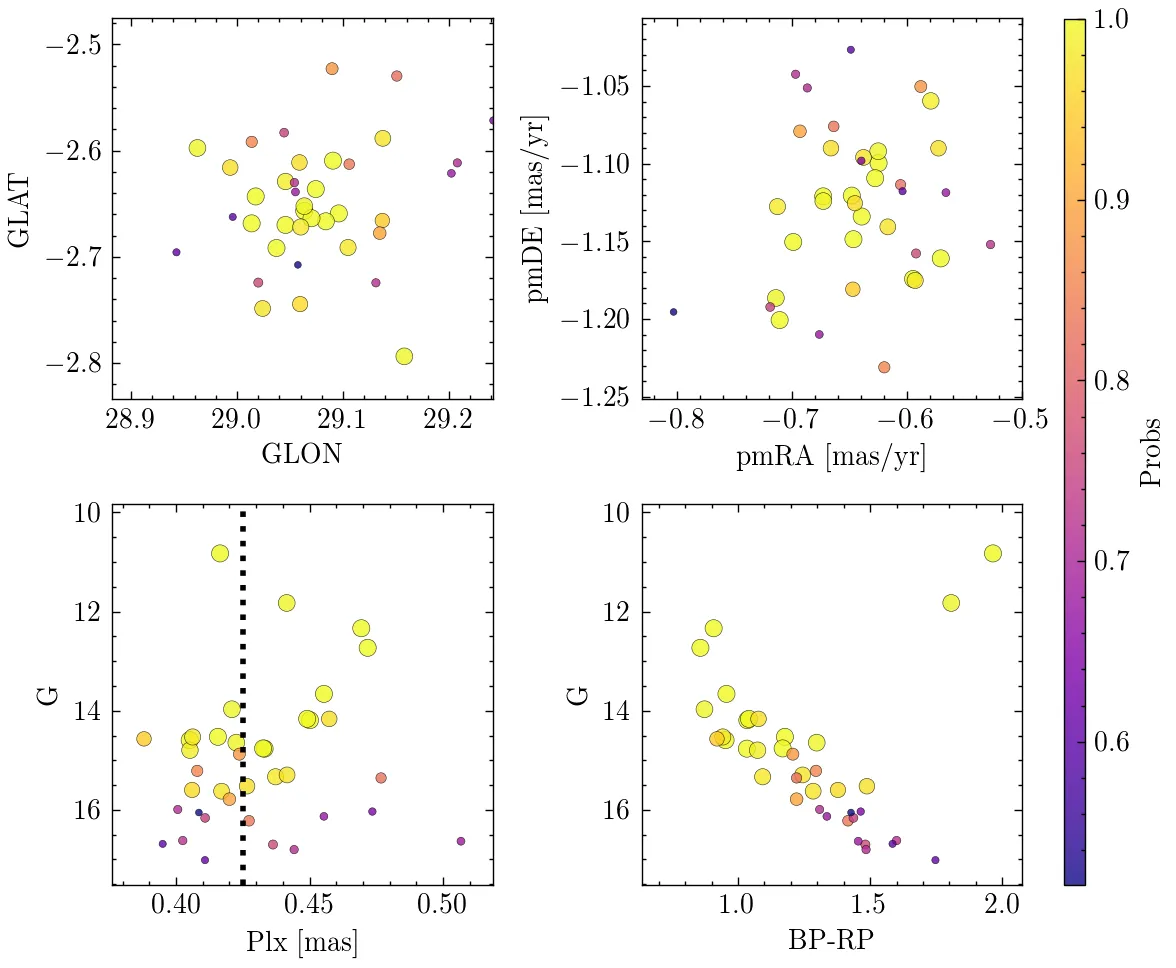 −2.5
−2.6
−2.7
−2.8
GLAT
28.9 29.0 29.1 29.2
GLON
−1.05
−1.10
−1.15
−1.20
−1.25
pmDE [mas/yr]
−0.8 −0.7 −0.6 −0.5
pmRA [mas/yr]
10
12
14
16
G
0.40 0.45 0.50
Plx [mas]
10
12
14
16
G
1.0 1.5 2.0
BP-RP
1.0
0.9
0.8
0.7
0.6
Probs